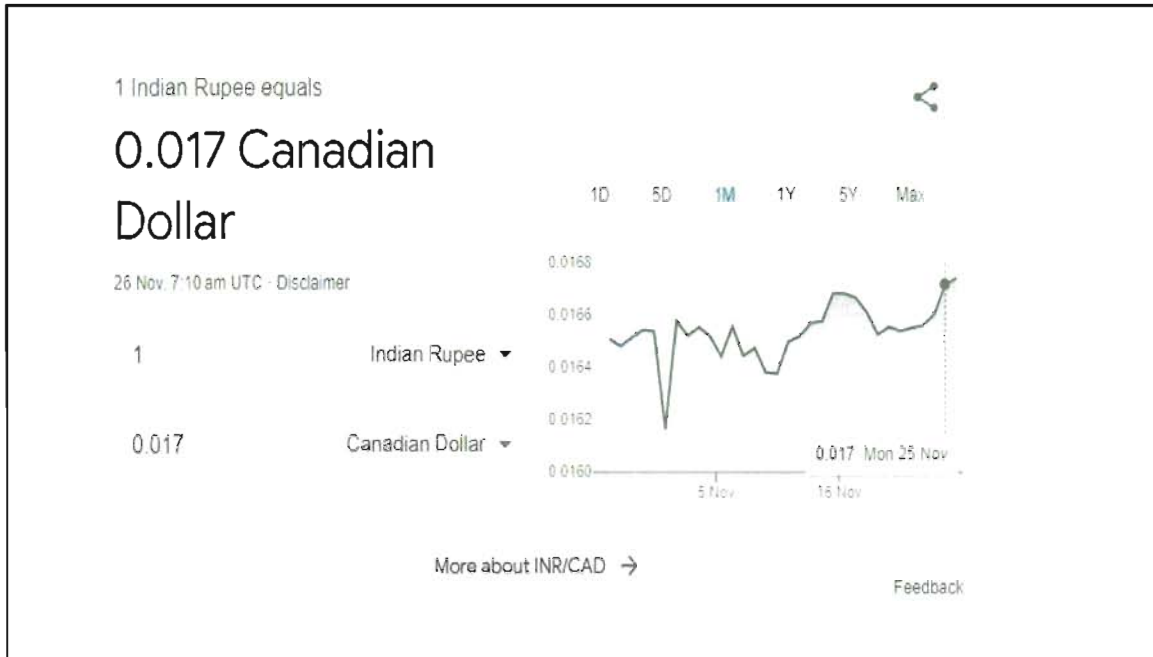 1 Indian Rupee equals
0.017 Canadian
Dollar
26 Nov. 7:10 am UTC · Disclaimer
1 Indian Rupee
0.017 Canadian Dollar
1D 5D 1M 1Y 5Y Max
0.0168
0.0166
0.0164
0.0162
0.0160
0.017 Mon 25 Nov
5 Nov 16 Nov
More about INR/CAD
Feedback